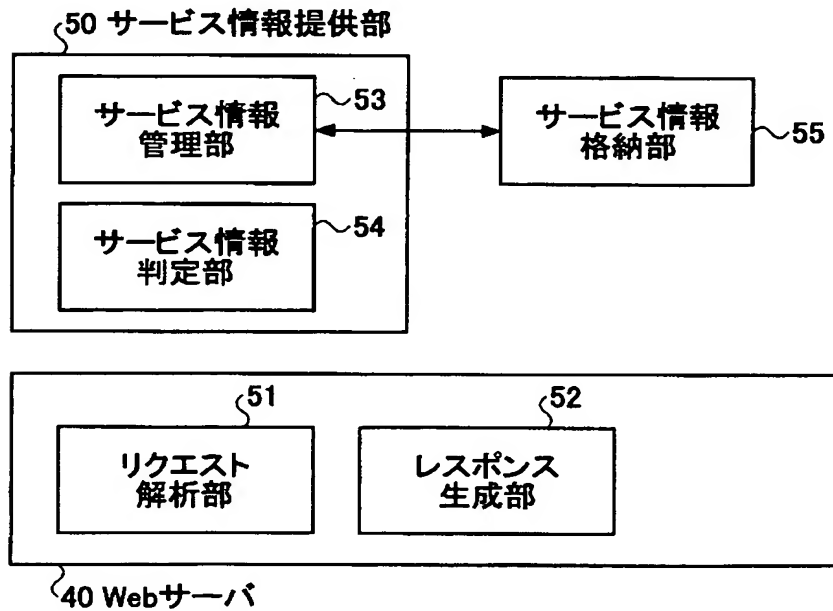 50 サービス情報提供部
サービス情報
管理部
53
サービス情報
格納部
55
サービス情報
判定部
54
51
リクエスト
解析部
52
レスポンス
生成部
40 Webサーバ